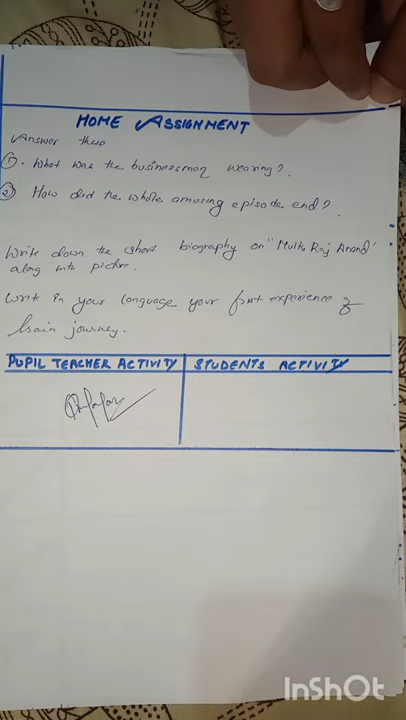 HOME ASSIGNMENT
Answer thue
1. What was the businessman wearing?.
2 How did the whole amusing episode end?
Write down the short biography on "Mulk Raj Anand"
along with pictre.
Write in your language your first experience of
train journey.
PUPIL TEACHER ACTIVITY STUDENTS ACTIVITY
InShOt